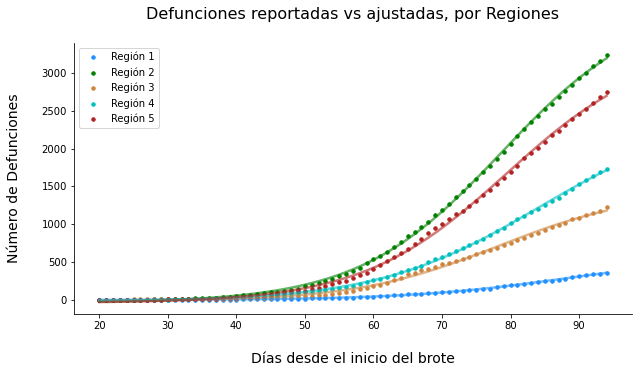 Defunciones reportadas vs ajustadas, por Regiones
Región 1
Región 2
Región 3
Región 4
Región 5
Número de Defunciones
3000
2500
2000
1500
1000
500
0
20 30 40 50 60 70 80 90
Días desde el inicio del brote